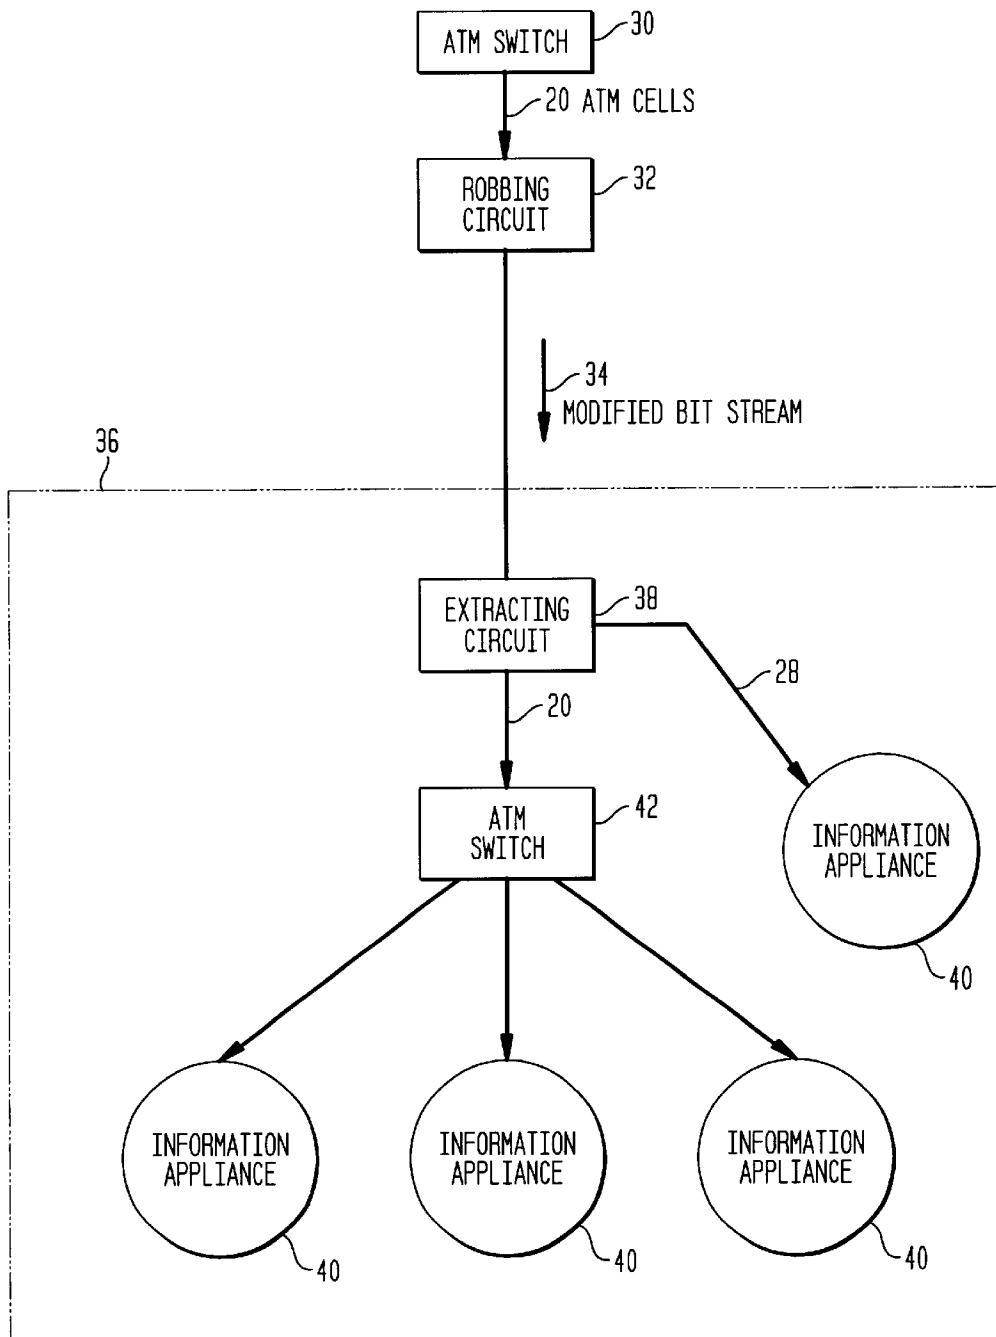 ATM SWITCH
30
20 ATM CELLS
ROBBING
CIRCUIT
32
34
MODIFIED BIT STREAM
36
EXTRACTING
CIRCUIT
38
28
20
ATM
SWITCH
42
INFORMATION
APPLIANCE
40
INFORMATION
APPLIANCE
40
INFORMATION
APPLIANCE
40
INFORMATION
APPLIANCE
40